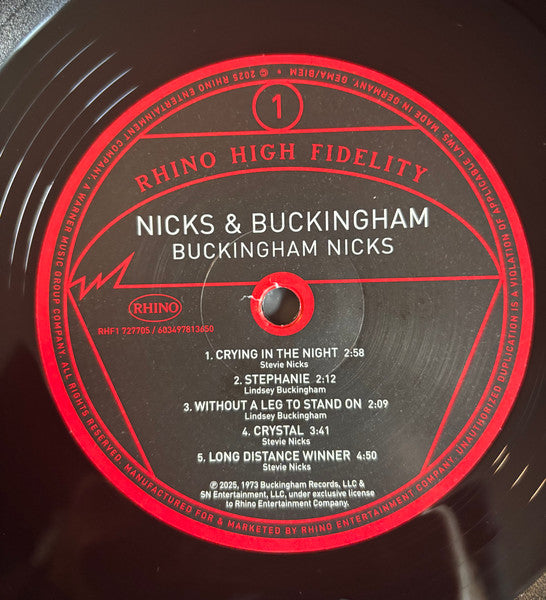 1
RHINO HIGH FIDELITY
NICKS & BUCKINGHAM
BUCKINGHAM NICKS
RHINO
RHF1 727705 / 603497813650
1. CRYING IN THE NIGHT 2:58
Stevie Nicks
2. STEPHANIE 2:12
Lindsey Buckingham
3. WITHOUT A LEG TO STAND ON 2:09
Lindsey Buckingham
4. CRYSTAL 3:41
Stevie Nicks
5. LONG DISTANCE WINNER 4:50
Stevie Nicks
℗ 2025, 1973 Buckingham Records, LLC &
SN Entertainment, LLC, under exclusive license
to Rhino Entertainment Company.
© 2025 RHINO ENTERTAINMENT COMPANY, A WARNER MUSIC GROUP COMPANY. ALL RIGHTS RESERVED. MANUFACTURED FOR & MARKETED BY RHINO ENTERTAINMENT COMPANY. UNAUTHORIZED DUPLICATION IS A VIOLATION OF APPLICABLE LAWS. MADE IN GERMANY. GEMA/BIEM •